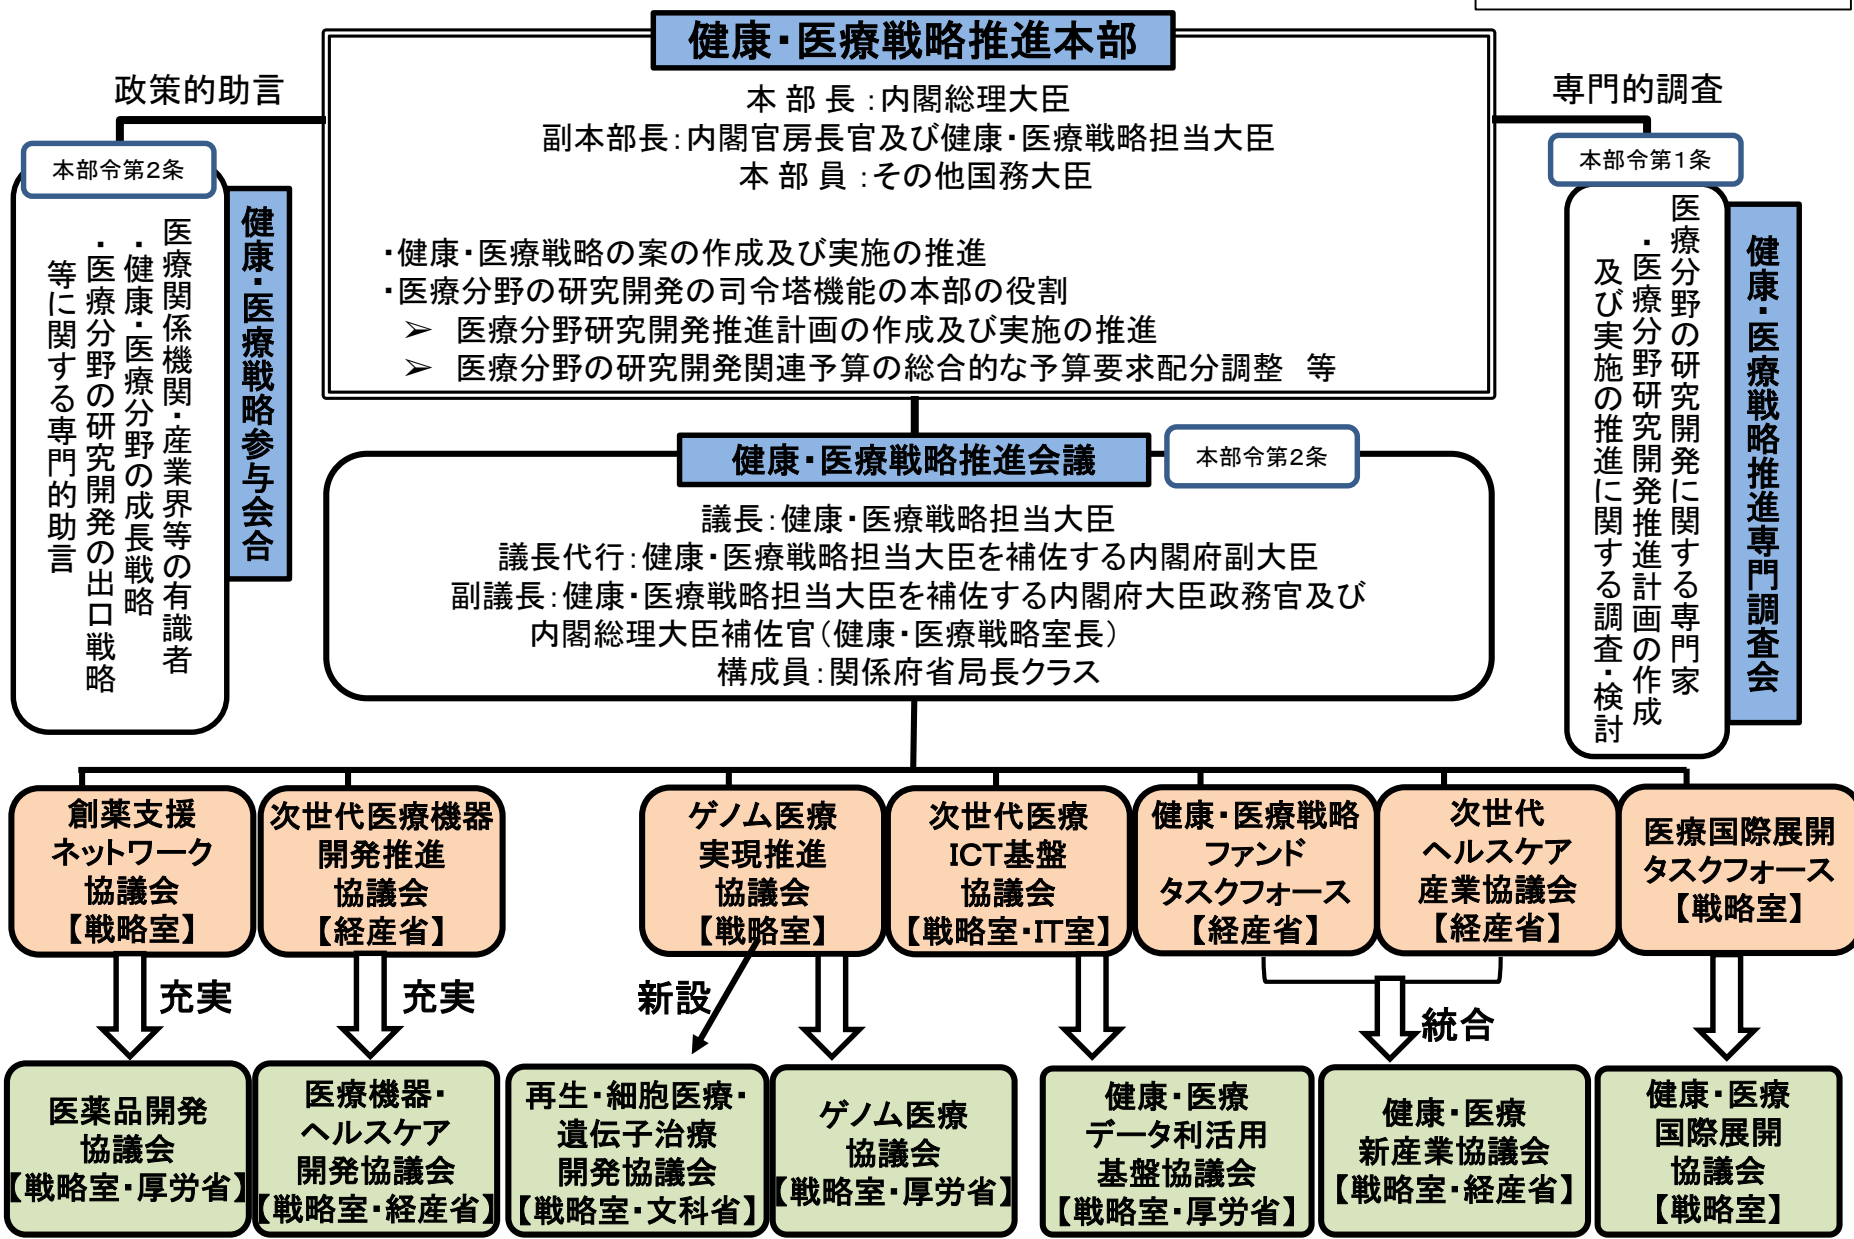 健康・医療戦略推進本部
政策的助言
専門的調査
本 部 長 ：内閣総理大臣
副本部長：内閣官房長官及び健康・医療戦略担当大臣
本 部 員 ：その他国務大臣
・健康・医療戦略の案の作成及び実施の推進
・医療分野の研究開発の司令塔機能の本部の役割
➢ 医療分野研究開発推進計画の作成及び実施の推進
➢ 医療分野の研究開発関連予算の総合的な予算要求配分調整 等
本部令第２条
健康・医療戦略参与会合
医療関係機関・産業界等の有識者
・健康・医療分野の成長戦略
・医療分野の研究開発の出口戦略
等に関する専門的助言
本部令第１条
健康・医療戦略推進専門調査会
医療分野の研究開発に関する専門家
・医療分野研究開発推進計画の作成
及び実施の推進に関する調査・検討
健康・医療戦略推進会議
本部令第２条
議長：健康・医療戦略担当大臣
議長代行：健康・医療戦略担当大臣を補佐する内閣府副大臣
副議長：健康・医療戦略担当大臣を補佐する内閣府大臣政務官及び
内閣総理大臣補佐官（健康・医療戦略室長）
構成員：関係府省局長クラス
創薬支援
ネットワーク
協議会
【戦略室】
次世代医療機器
開発推進
協議会
【経産省】
ゲノム医療
実現推進
協議会
【戦略室】
次世代医療
ICT基盤
協議会
【戦略室・IT室】
健康・医療戦略
ファンド
タスクフォース
【経産省】
次世代
ヘルスケア
産業協議会
【経産省】
医療国際展開
タスクフォース
【戦略室】
充実
充実
新設
統合
医薬品開発
協議会
【戦略室・厚労省】
医療機器・
ヘルスケア
開発協議会
【戦略室・経産省】
再生・細胞医療・
遺伝子治療
開発協議会
【戦略室・文科省】
ゲノム医療
協議会
【戦略室・厚労省】
健康・医療
データ利活用
基盤協議会
【戦略室・厚労省】
健康・医療
新産業協議会
【戦略室・経産省】
健康・医療
国際展開
協議会
【戦略室】